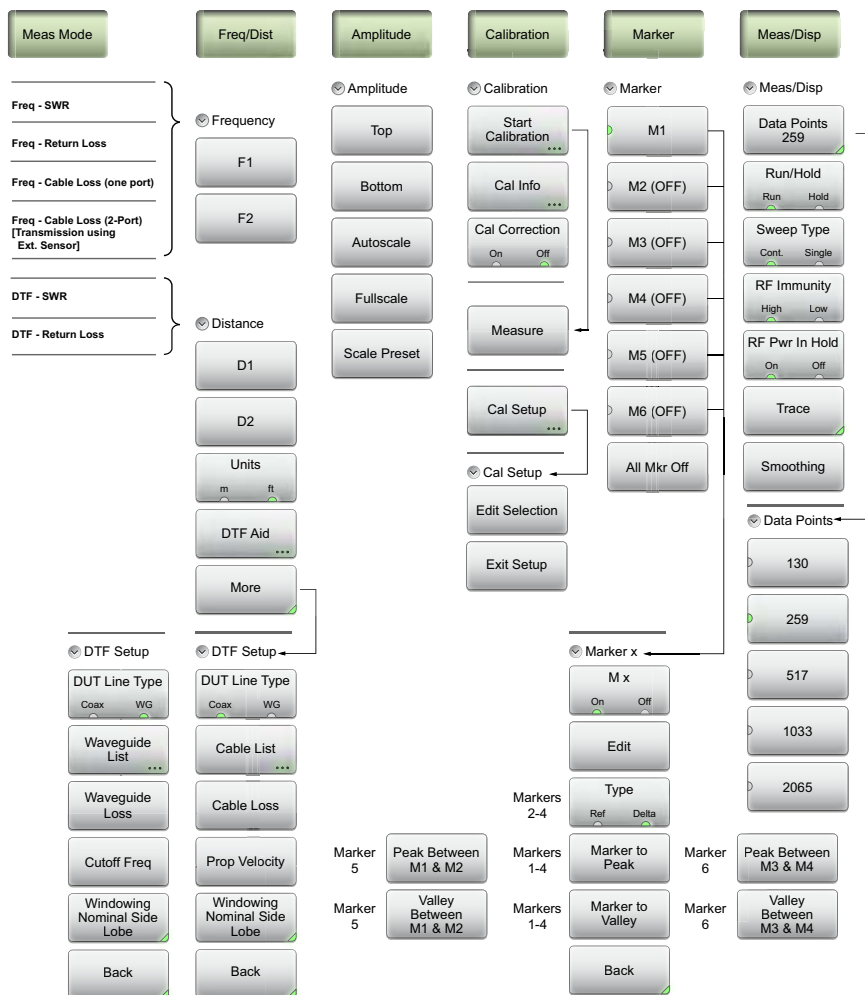 Meas Mode
Freq/Dist
Amplitude
Calibration
Marker
Meas/Disp
Freq - SWR
Freq - Return Loss
Freq - Cable Loss (one port)
Freq - Cable Loss (2-Port)
[Transmission using
Ext. Sensor]
DTF - SWR
DTF - Return Loss
Frequency
F1
F2
Distance
D1
D2
Units
m ft
DTF Aid
More
DTF Setup
DUT Line Type
Coax WG
Waveguide
List
Waveguide
Loss
Cutoff Freq
Windowing
Nominal Side
Lobe
Back
DTF Setup
DUT Line Type
Coax WG
Cable List
Cable Loss
Prop Velocity
Windowing
Nominal Side
Lobe
Back
Amplitude
Top
Bottom
Autoscale
Fullscale
Scale Preset
Calibration
Start
Calibration
Cal Info
Cal Correction
On Off
Measure
Cal Setup
Cal Setup
Edit Selection
Exit Setup
Marker
M1
M2 (OFF)
M3 (OFF)
M4 (OFF)
M5 (OFF)
M6 (OFF)
All Mkr Off
Marker x
M x
On Off
Edit
Markers
2-4
Type
Ref Delta
Marker
5
Peak Between
M1 & M2
Markers
1-4
Marker to
Peak
Marker
6
Peak Between
M3 & M4
Marker
5
Valley
Between
M1 & M2
Markers
1-4
Marker to
Valley
Marker
6
Valley
Between
M3 & M4
Back
Meas/Disp
Data Points
259
Run/Hold
Run Hold
Sweep Type
Cont. Single
RF Immunity
High Low
RF Pwr In Hold
On Off
Trace
Smoothing
Data Points
130
259
517
1033
2065